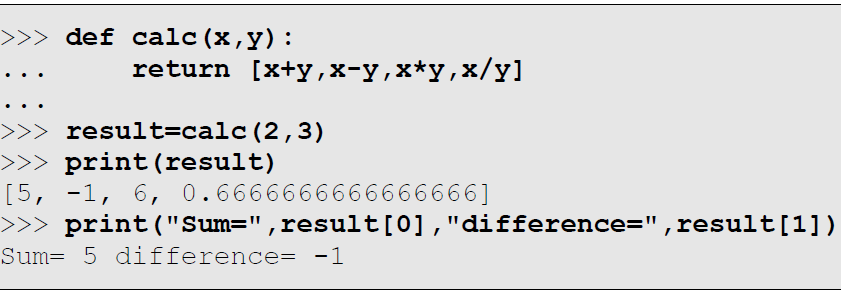 >>> def calc(x,y):
...     return [x+y,x-y,x*y,x/y]
...
>>> result=calc(2,3)
>>> print(result)
[5, -1, 6, 0.6666666666666666]
>>> print("Sum=",result[0],"difference=",result[1])
Sum= 5 difference= -1